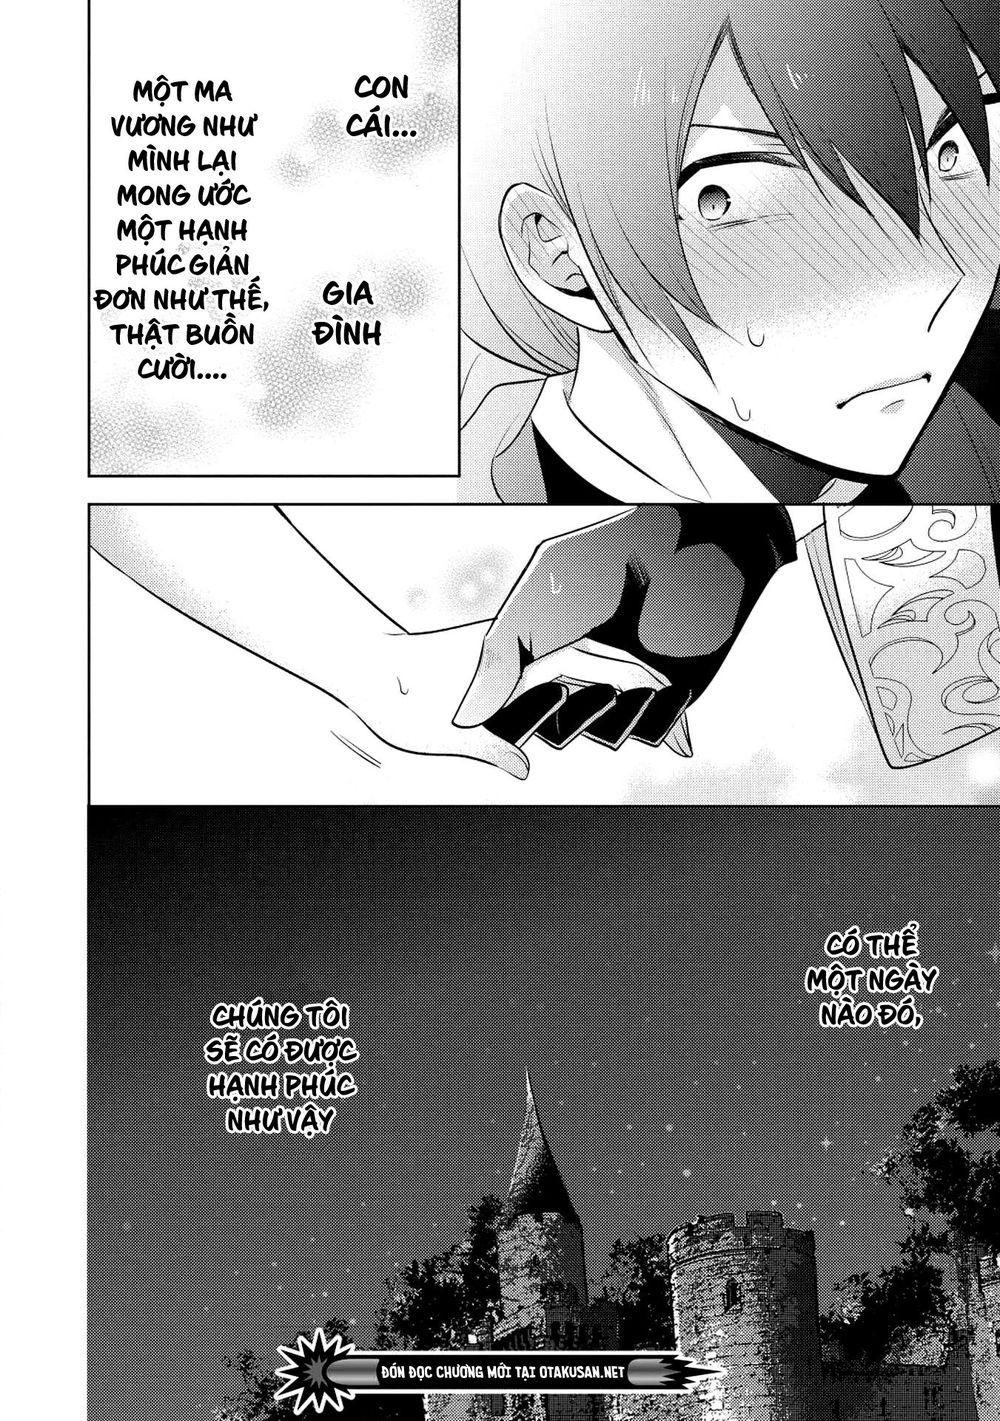 CON
CÁI...
GIA
ĐÌNH
MỘT MA
VƯƠNG NHƯ
MÌNH LẠI
MONG ƯỚC
MỘT HẠNH
PHÚC GIẢN
ĐƠN NHƯ THẾ,
THẬT BUỒN
CƯỜI....
CÓ THỂ
MỘT NGÀY
NÀO ĐÓ,
CHÚNG TÔI
SẼ CÓ ĐƯỢC
HẠNH PHÚC
NHƯ VẬY
ĐÓN ĐỌC CHƯƠNG MỚI TẠI OTAKUSAN.NET